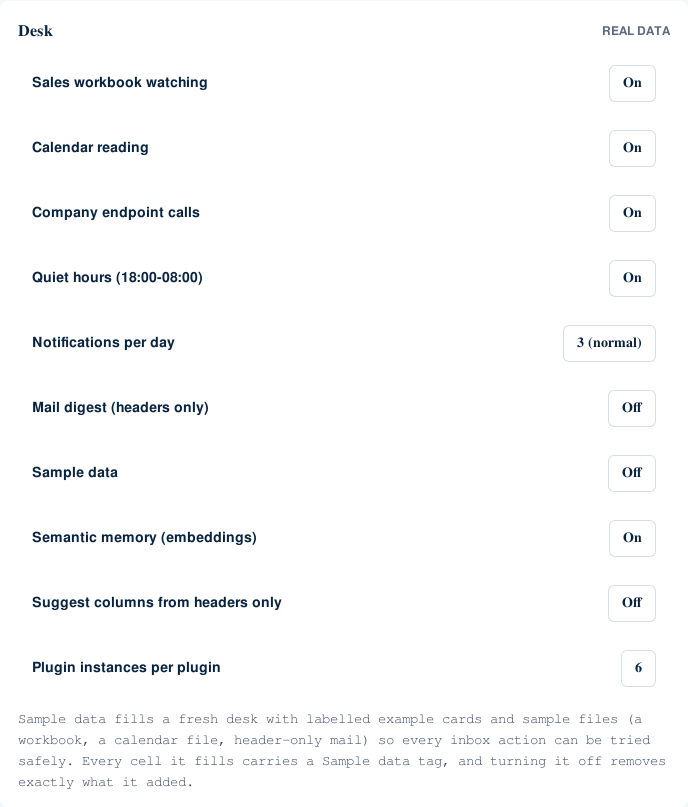 Desk
REAL DATA
Sales workbook watching
On
Calendar reading
On
Company endpoint calls
On
Quiet hours (18:00-08:00)
On
Notifications per day
3 (normal)
Mail digest (headers only)
Off
Sample data
Off
Semantic memory (embeddings)
On
Suggest columns from headers only
Off
Plugin instances per plugin
6
Sample data fills a fresh desk with labelled example cards and sample files (a
workbook, a calendar file, header-only mail) so every inbox action can be tried
safely. Every cell it fills carries a Sample data tag, and turning it off removes
exactly what it added.